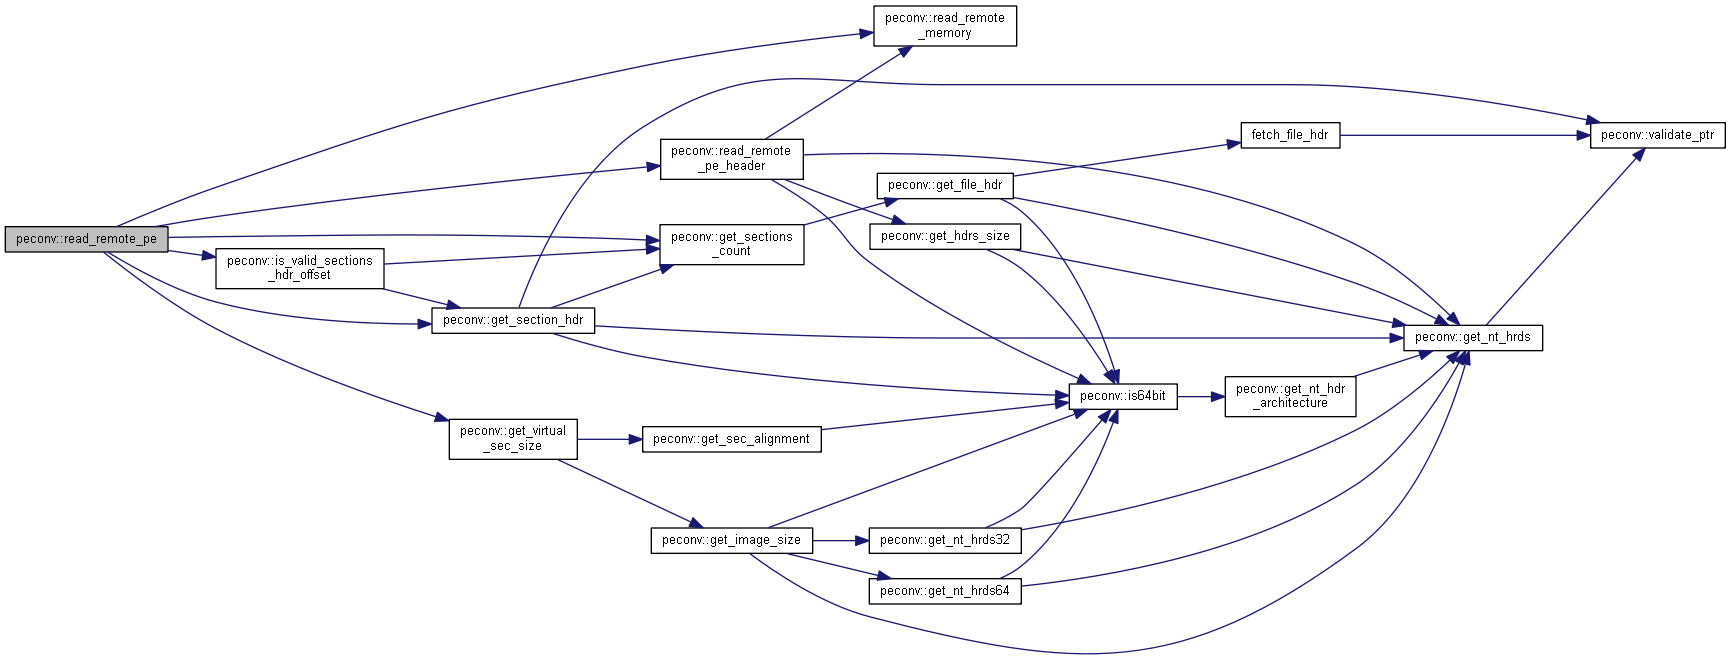 peconv::read_remote
_memory
fetch_file_hdr
peconv::validate_ptr
peconv::read_remote
_pe_header
peconv::get_file_hdr
peconv::read_remote_pe
peconv::get_sections
_count
peconv::get_hdrs_size
peconv::is_valid_sections
_hdr_offset
peconv::get_section_hdr
peconv::get_nt_hrds
peconv::is64bit
peconv::get_nt_hdr
_architecture
peconv::get_virtual
_sec_size
peconv::get_sec_alignment
peconv::get_image_size
peconv::get_nt_hrds32
peconv::get_nt_hrds64